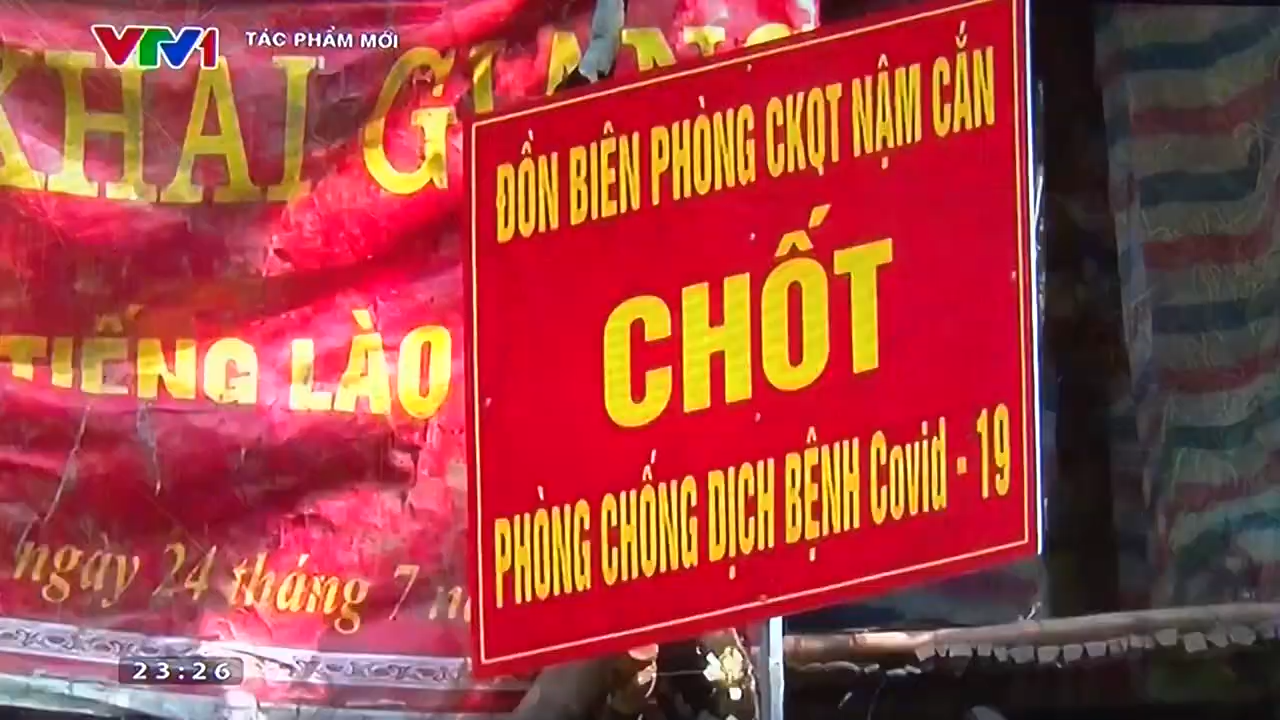 VTV1 TÁC PHẨM MỚI
KHAI GIẢNG
TIẾNG LÀO
ngày 24 tháng 7
ĐỒN BIÊN PHÒNG CKQT NẬM CẮN
CHỐT
PHÒNG CHỐNG DỊCH BỆNH Covid - 19
23:26